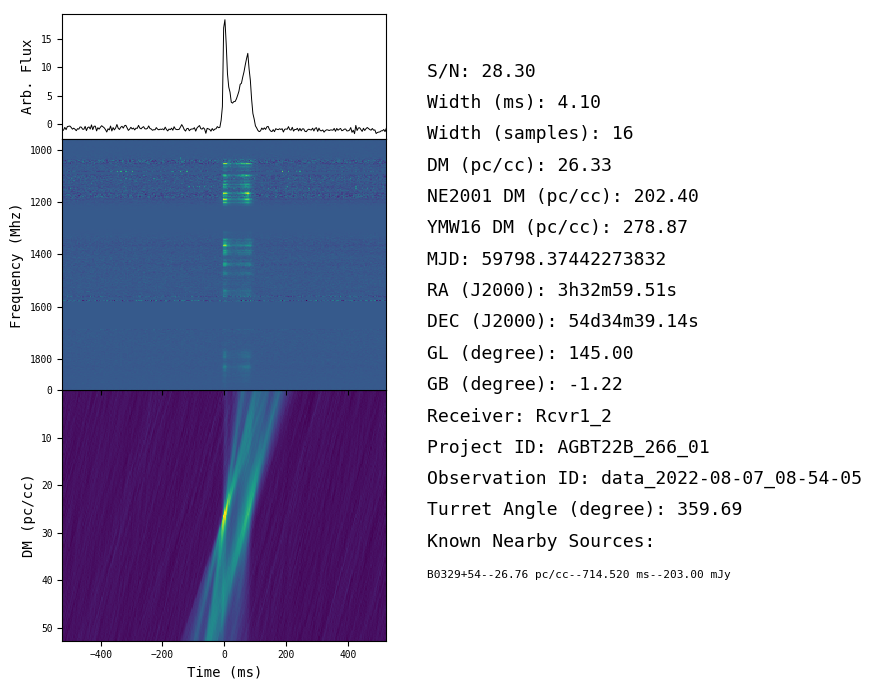 15
10
5
0
Arb. Flux
1000
1200
1400
1600
1800
Frequency (Mhz)
0
10
20
30
40
50
DM (pc/cc)
−400
−200
0
200
400
Time (ms)
S/N: 28.30
Width (ms): 4.10
Width (samples): 16
DM (pc/cc): 26.33
NE2001 DM (pc/cc): 202.40
YMW16 DM (pc/cc): 278.87
MJD: 59798.37442273832
RA (J2000): 3h32m59.51s
DEC (J2000): 54d34m39.14s
GL (degree): 145.00
GB (degree): -1.22
Receiver: Rcvr1_2
Project ID: AGBT22B_266_01
Observation ID: data_2022-08-07_08-54-05
Turret Angle (degree): 359.69
Known Nearby Sources:
B0329+54--26.76 pc/cc--714.520 ms--203.00 mJy